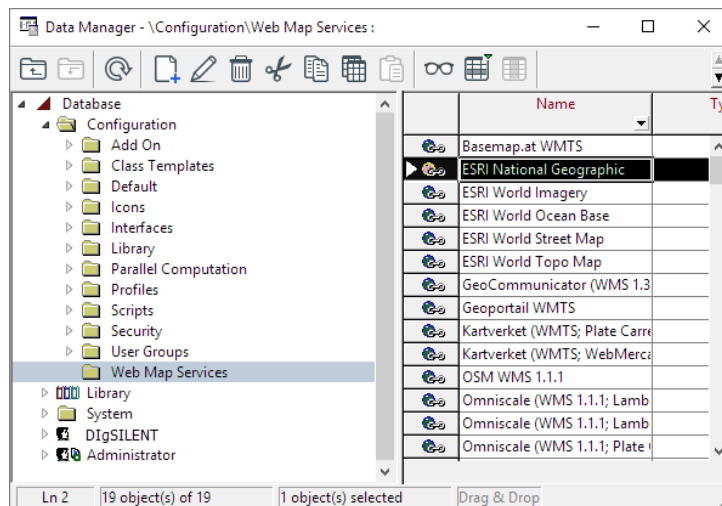 Data Manager - \Configuration\Web Map Services :
Database
Configuration
Add On
Class Templates
Default
Icons
Interfaces
Library
Parallel Computation
Profiles
Scripts
Security
User Groups
Web Map Services
Library
System
DIgSILENT
Administrator
Name
Ty
Basemap.at WMTS
ESRI National Geographic
ESRI World Imagery
ESRI World Ocean Base
ESRI World Street Map
ESRI World Topo Map
GeoCommunicator (WMS 1.3
Geoportail WMTS
Kartverket (WMTS; Plate Carre
Kartverket (WMTS; WebMerca
OSM WMS 1.1.1
Omniscale (WMS 1.1.1; Lamb
Omniscale (WMS 1.1.1; Lamb
Omniscale (WMS 1.1.1; Plate
Ln 2
19 object(s) of 19
1 object(s) selected
Drag & Drop